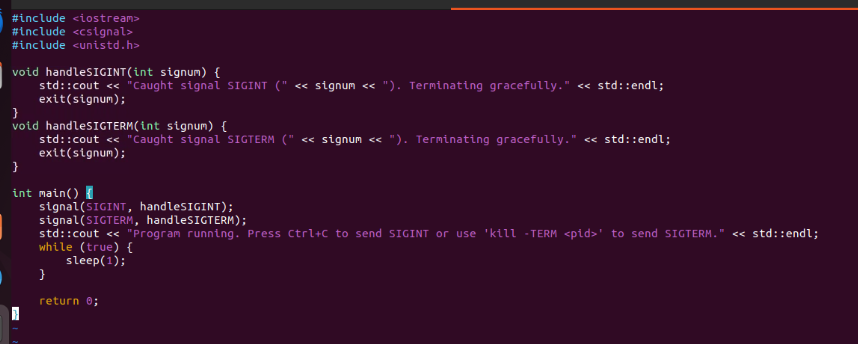 #include <iostream>
#include <csignal>
#include <unistd.h>

void handleSIGINT(int signum) {
    std::cout << "Caught signal SIGINT (" << signum << "). Terminating gracefully." << std::endl;
    exit(signum);
}
void handleSIGTERM(int signum) {
    std::cout << "Caught signal SIGTERM (" << signum << "). Terminating gracefully." << std::endl;
    exit(signum);
}

int main() {
    signal(SIGINT, handleSIGINT);
    signal(SIGTERM, handleSIGTERM);
    std::cout << "Program running. Press Ctrl+C to send SIGINT or use 'kill -TERM <pid>' to send SIGTERM." << std::endl;
    while (true) {
        sleep(1);
    }

    return 0;
}
~
~